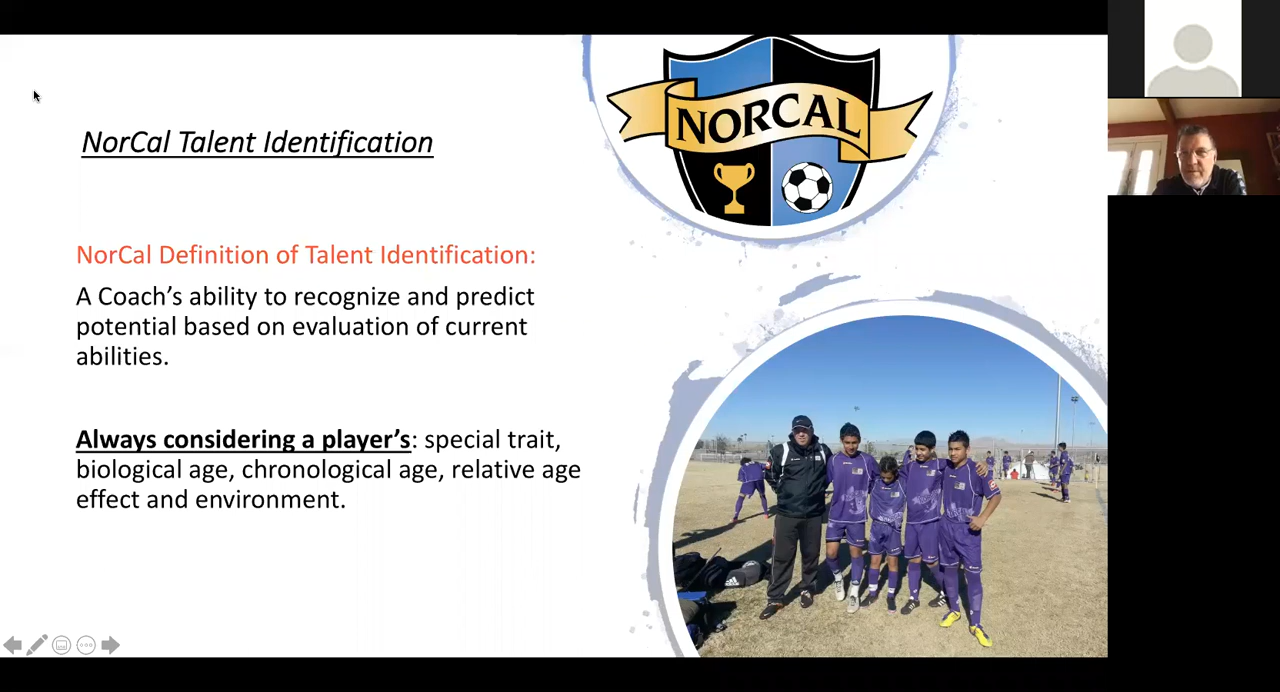 NORCAL
NorCal Talent Identification
NorCal Definition of Talent Identification:
A Coach’s ability to recognize and predict
potential based on evaluation of current
abilities.
Always considering a player’s: special trait,
biological age, chronological age, relative age
effect and environment.